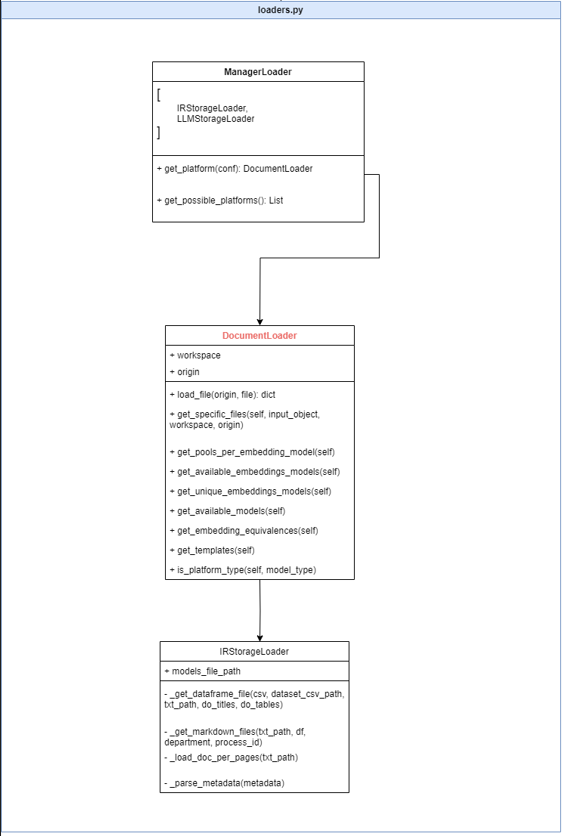 loaders.py
ManagerLoader
[
IRStorageLoader,
LLMStorageLoader
]
+ get_platform(conf): DocumentLoader
+ get_possible_platforms(): List
DocumentLoader
+ workspace
+ origin
+ load_file(origin, file): dict
+ get_specific_files(self, input_object,
workspace, origin)
+ get_pools_per_embedding_model(self)
+ get_available_embeddings_models(self)
+ get_unique_embeddings_models(self)
+ get_available_models(self)
+ get_embedding_equivalences(self)
+ get_templates(self)
+ is_platform_type(self, model_type)
IRStorageLoader
+ models_file_path
- _get_dataframe_file(csv, dataset_csv_path,
txt_path, do_titles, do_tables)
- _get_markdown_files(txt_path, df,
department, process_id)
- _load_doc_per_pages(txt_path)
- _parse_metadata(metadata)